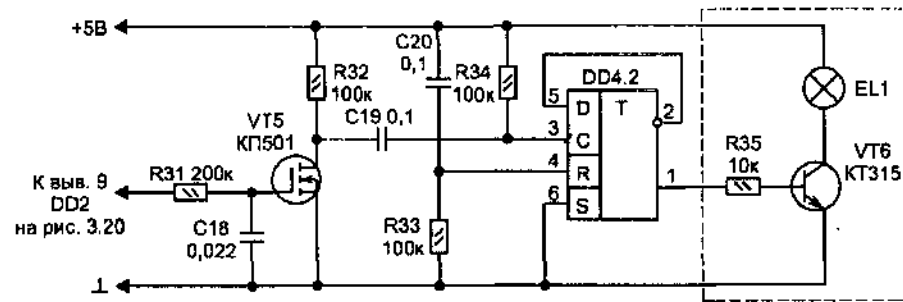 +5В
C20
0,1
R32
100к
R34
100к
DD4.2
5
D
T
2
EL1
C19 0,1
3
C
VT5
КП501
R35
10к
VT6
КТ315
4
R
1
R31 200к
К выв. 9
DD2
на рис. 3.20
6
S
C18
0,022
R33
100к
⊥